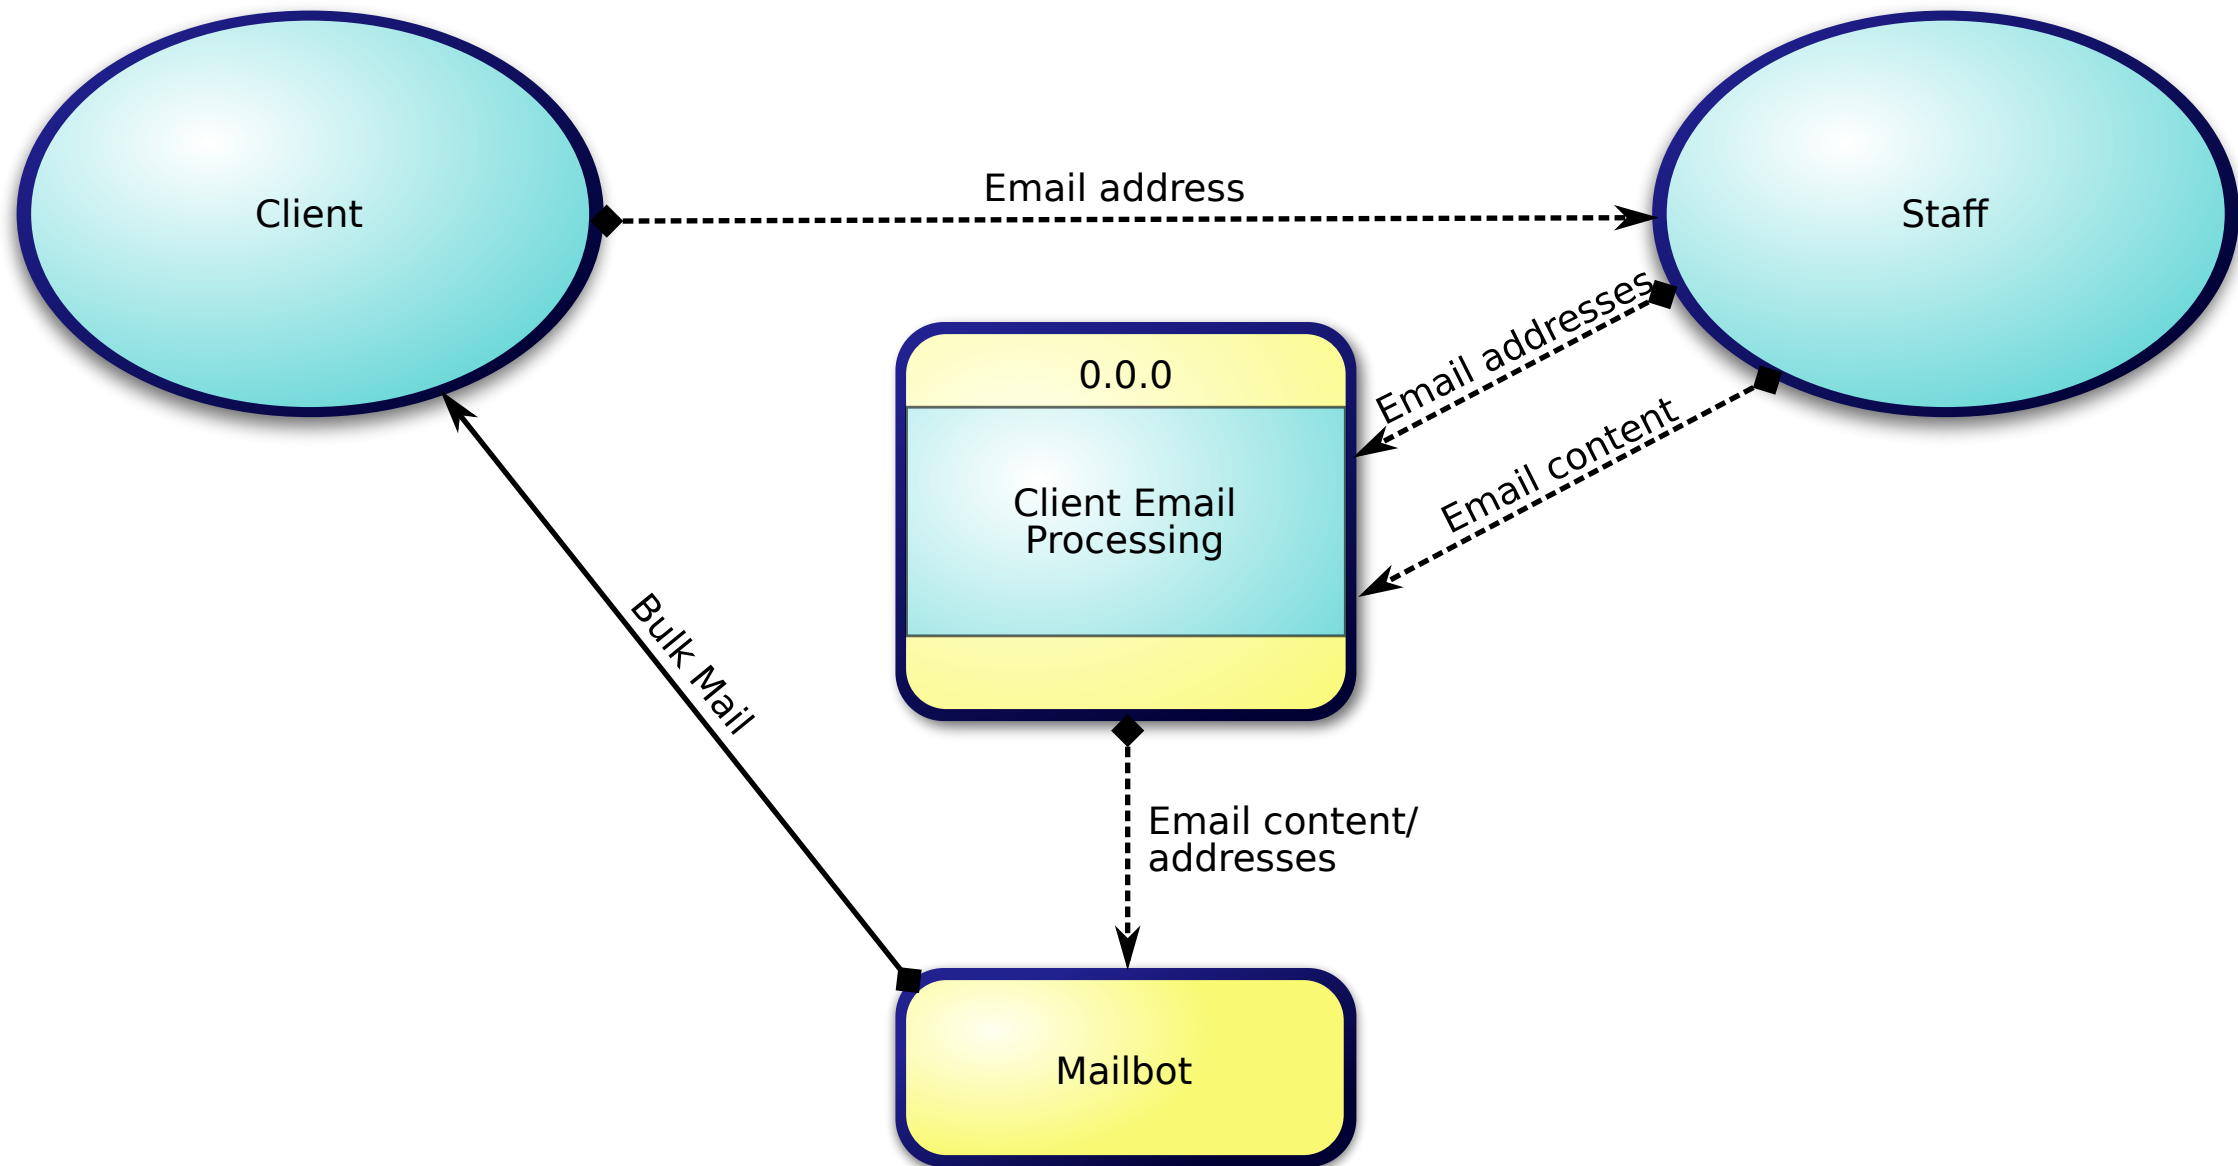 Client
Email address
Staff
Email addresses
Email content
0.0.0
Client Email
Processing
Bulk Mail
Email content/
addresses
Mailbot